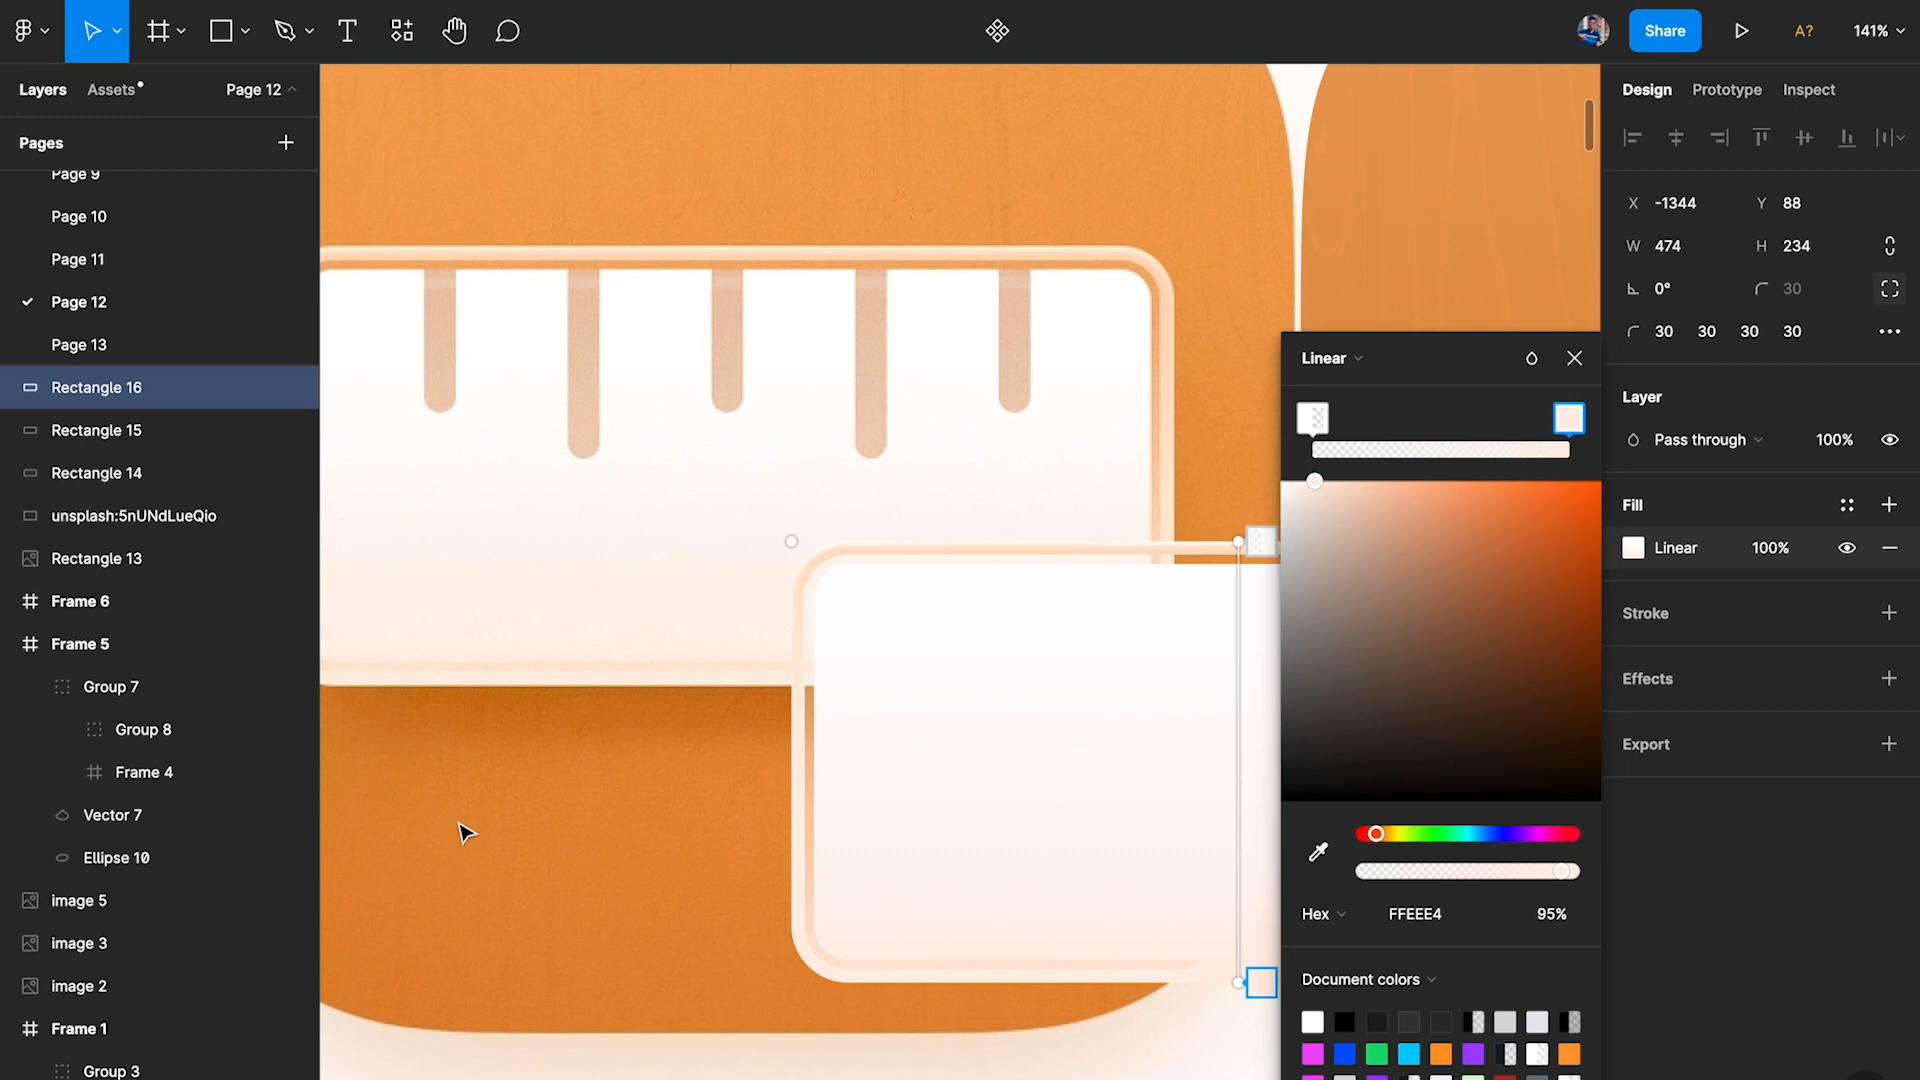 Share
A?
141%
Layers
Assets
Page 12
Pages
Page 9
Page 10
Page 11
Page 12
Page 13
Rectangle 16
Rectangle 15
Rectangle 14
unsplash:5nUNdLueQio
Rectangle 13
Frame 6
Frame 5
Group 7
Group 8
Frame 4
Vector 7
Ellipse 10
image 5
image 3
image 2
Frame 1
Group 3
Linear
Hex
FFEEE4
95%
Document colors
Design
Prototype
Inspect
X -1344 Y 88
W 474 H 234
0° 30
30 30 30 30
Layer
Pass through 100%
Fill
Linear 100%
Stroke
Effects
Export